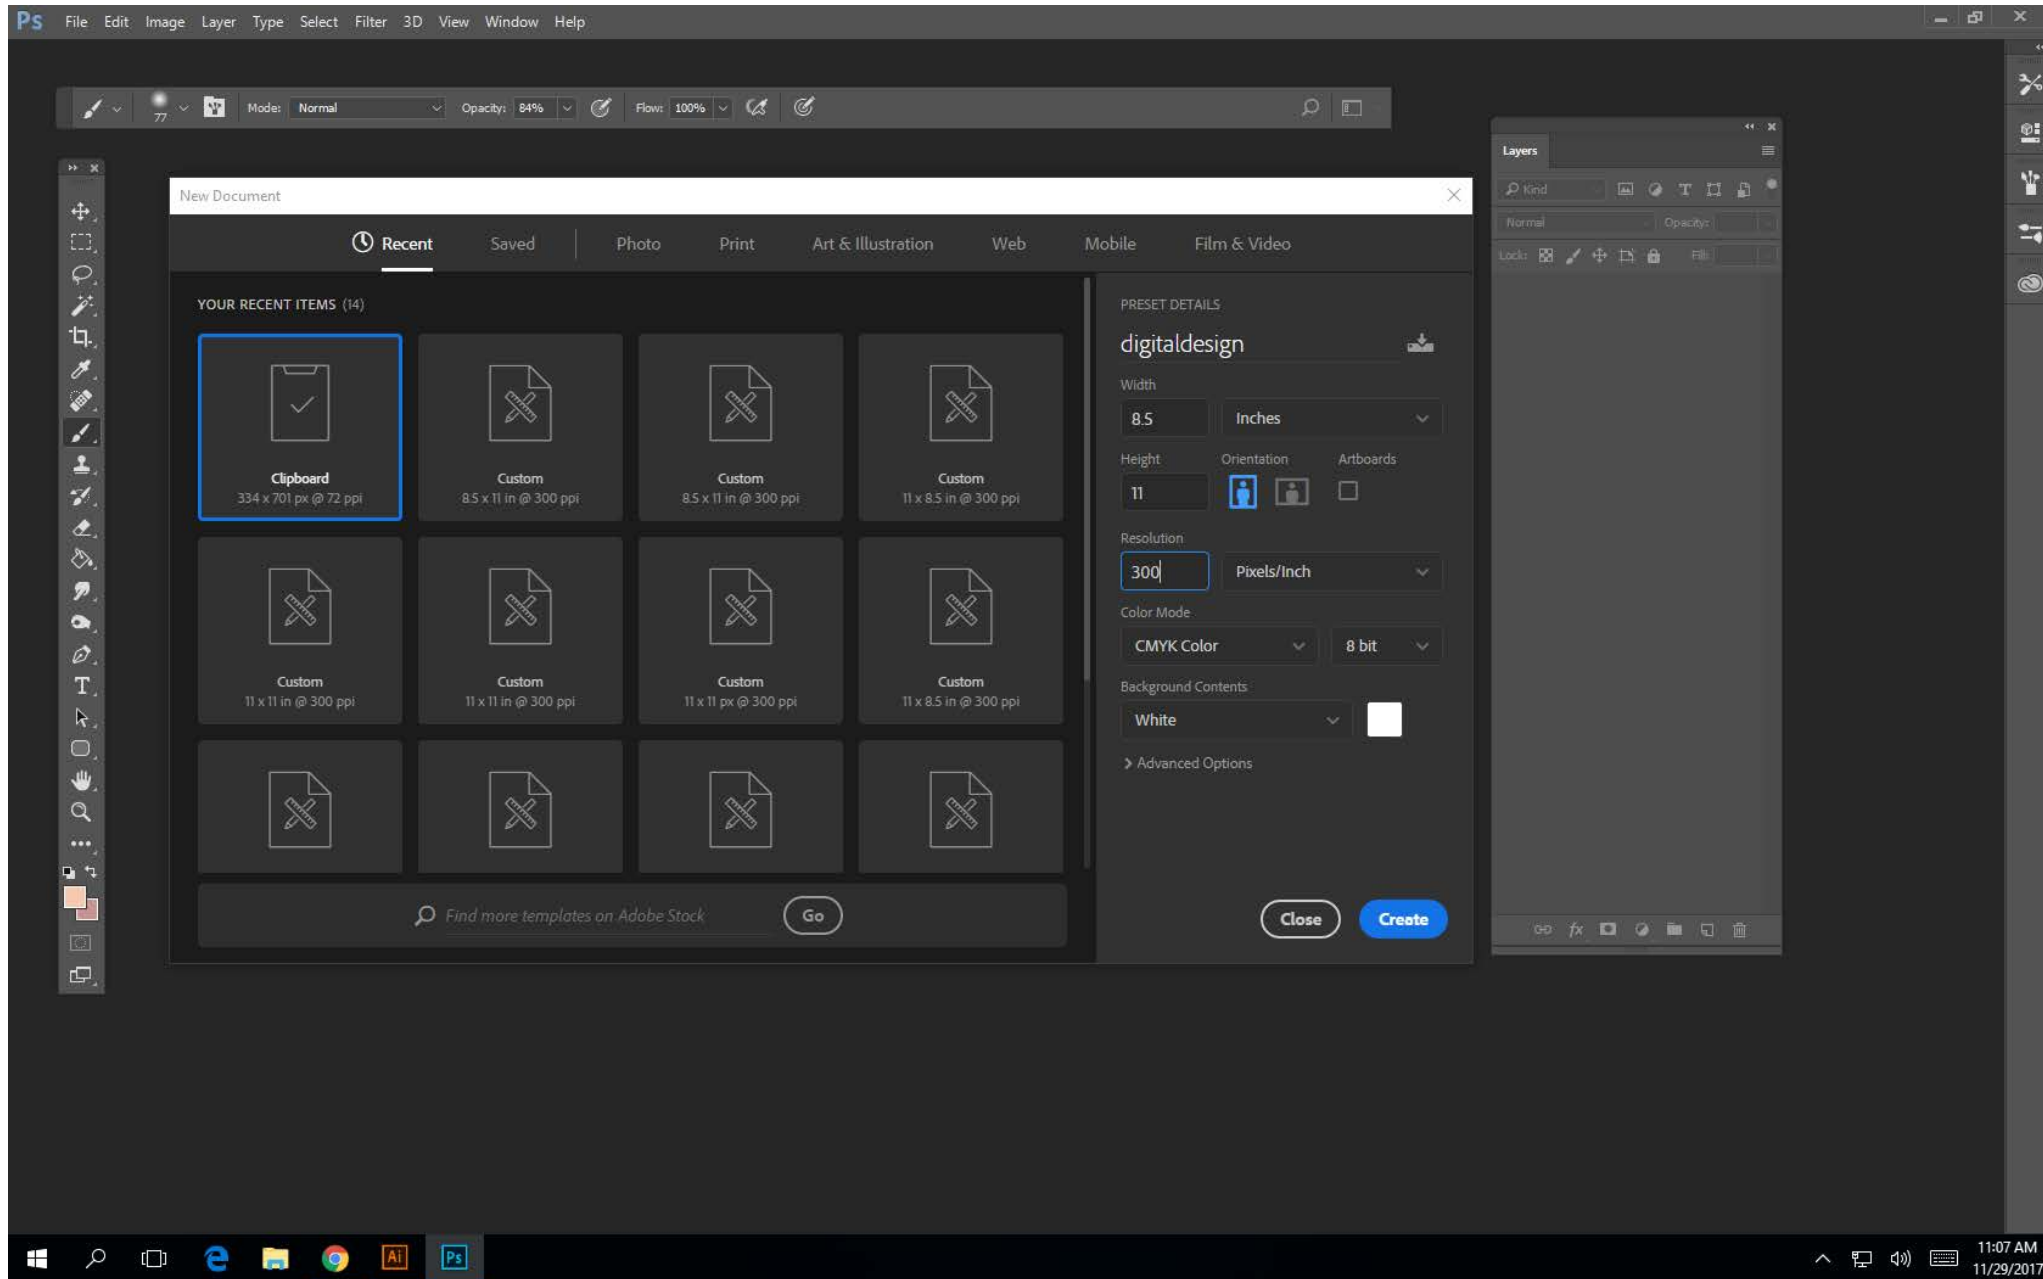 Ps File Edit Image Layer Type Select Filter 3D View Window Help
77 Mode: Normal Opacity: 84% Flow: 100%
Layers
Kind
Normal Opacity:
Lock: Fill:
New Document
Recent Saved Photo Print Art & Illustration Web Mobile Film & Video
YOUR RECENT ITEMS (14)
Clipboard
334 x 701 px @ 72 ppi
Custom
8.5 x 11 in @ 300 ppi
Custom
8.5 x 11 in @ 300 ppi
Custom
11 x 8.5 in @ 300 ppi
Custom
11 x 11 in @ 300 ppi
Custom
11 x 11 in @ 300 ppi
Custom
11 x 11 px @ 300 ppi
Custom
11 x 8.5 in @ 300 ppi
Find more templates on Adobe Stock Go
PRESET DETAILS
digitaldesign
Width
8.5 Inches
Height Orientation Artboards
11
Resolution
300 Pixels/Inch
Color Mode
CMYK Color 8 bit
Background Contents
White
Advanced Options
Close Create
fx
Ai Ps
11:07 AM
11/29/2017